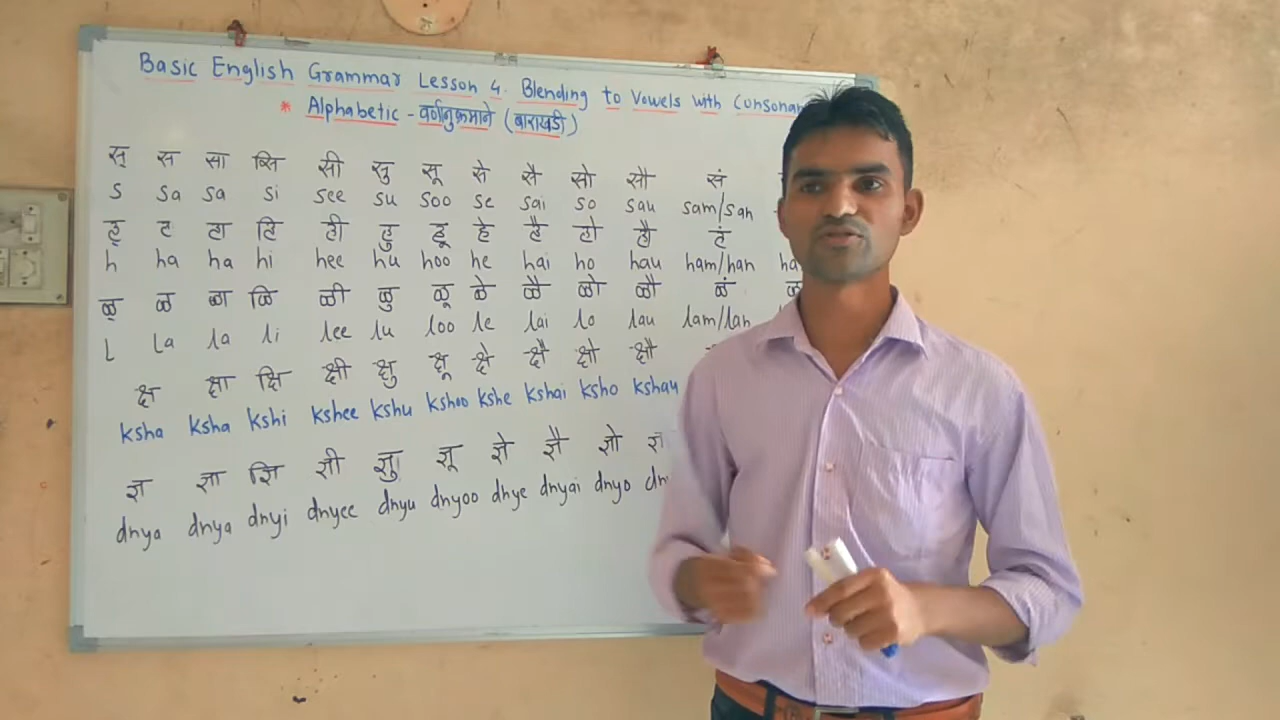 Basic English Grammar Lesson 4. Blending to Vowels with Consonan
* Alphabetic - वर्णानुक्रमाने (बाराखडी)
स् स सा सि सी सु सू से सै सो सौ सं
s sa sa si see su soo se sai so sau sam/san
ह् ह हा हि ही हु हू हे है हो हौ हं
h ha ha hi hee hu hoo he hai ho hau ham/han ha
ळ् ळ ळा ळि ळी ळु ळू ळे ळै ळो ळौ ळं
l la la li lee lu loo le lai lo lau lam/lan
क्ष क्षा क्षि क्षी क्षु क्षू क्षे क्षै क्षो क्षौ
ksha ksha kshi kshee kshu kshoo kshe kshai ksho kshau
ज्ञ ज्ञा ज्ञि ज्ञी ज्ञु ज्ञू ज्ञे ज्ञै ज्ञो
dnya dnya dnyi dnyee dnyu dnyoo dnye dnyai dnyo